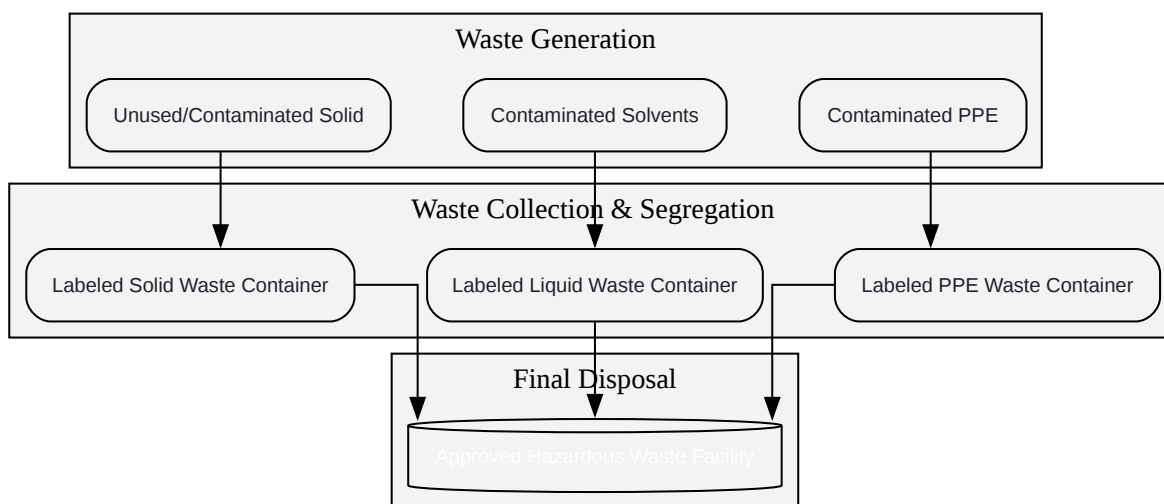 Waste Generation
Unused/Contaminated Solid
Contaminated Solvents
Contaminated PPE
Waste Collection & Segregation
Labeled Solid Waste Container
Labeled Liquid Waste Container
Labeled PPE Waste Container
Final Disposal
Approved Hazardous Waste Facility